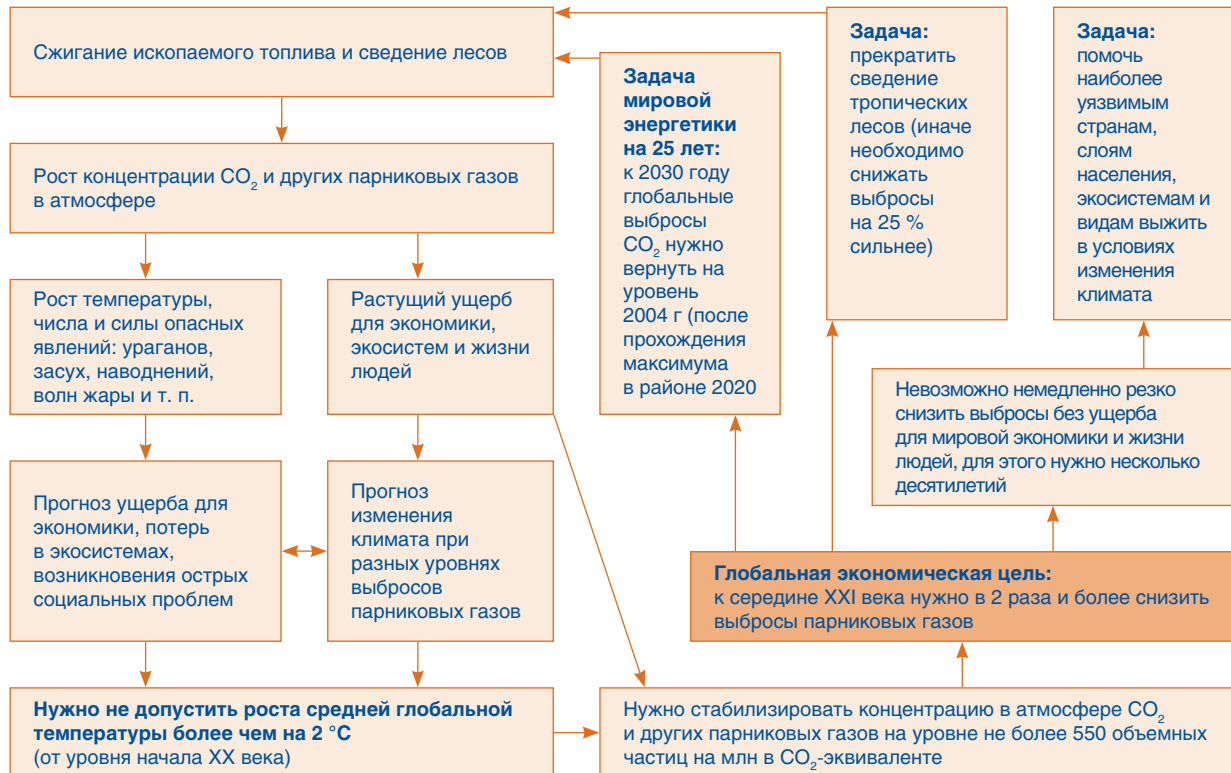 Сжигание ископаемого топлива и сведение лесов
Рост концентрации CO₂ и других парниковых газов
в атмосфере
Рост температуры,
числа и силы опасных
явлений: ураганов,
засух, наводнений,
волн жары и т. п.
Растущий ущерб
для экономики,
экосистем и жизни
людей
Прогноз ущерба для
экономики, потерь
в экосистемах,
возникновения острых
социальных проблем
Прогноз
изменения
климата при
разных уровнях
выбросов
парниковых газов
Нужно не допустить роста средней глобальной
температуры более чем на 2 °C
(от уровня начала XX века)
Задача
мировой
энергетики
на 25 лет:
к 2030 году
глобальные
выбросы
CO₂ нужно
вернуть на
уровень
2004 г (после
прохождения
максимума
в районе 2020
Задача:
прекратить
сведение
тропических
лесов (иначе
необходимо
снижать
выбросы
на 25 %
сильнее)
Задача:
помочь
наиболее
уязвимым
странам,
слоям
населения,
экосистемам и
видам выжить
в условиях
изменения
климата
Невозможно немедленно резко
снизить выбросы без ущерба
для мировой экономики и жизни
людей, для этого нужно несколько
десятилетий
Глобальная экономическая цель:
к середине XXI века нужно в 2 раза и более снизить
выбросы парниковых газов
Нужно стабилизировать концентрацию в атмосфере CO₂
и других парниковых газов на уровне не более 550 объемных
частиц на млн в CO₂-эквиваленте